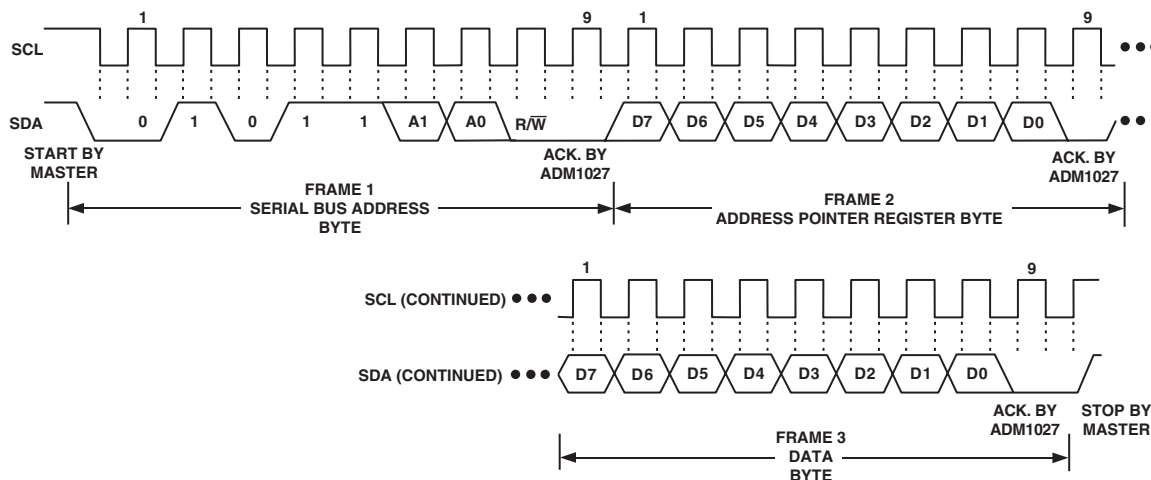 1 9 1 9
SCL
SDA 0 1 0 1 1 A1 A0 R/W̅ D7 D6 D5 D4 D3 D2 D1 D0
START BY
MASTER
ACK. BY
ADM1027
ACK. BY
ADM1027
FRAME 1
SERIAL BUS ADDRESS
BYTE
FRAME 2
ADDRESS POINTER REGISTER BYTE
1 9
SCL (CONTINUED)
SDA (CONTINUED) D7 D6 D5 D4 D3 D2 D1 D0
ACK. BY
ADM1027
STOP BY
MASTER
FRAME 3
DATA
BYTE